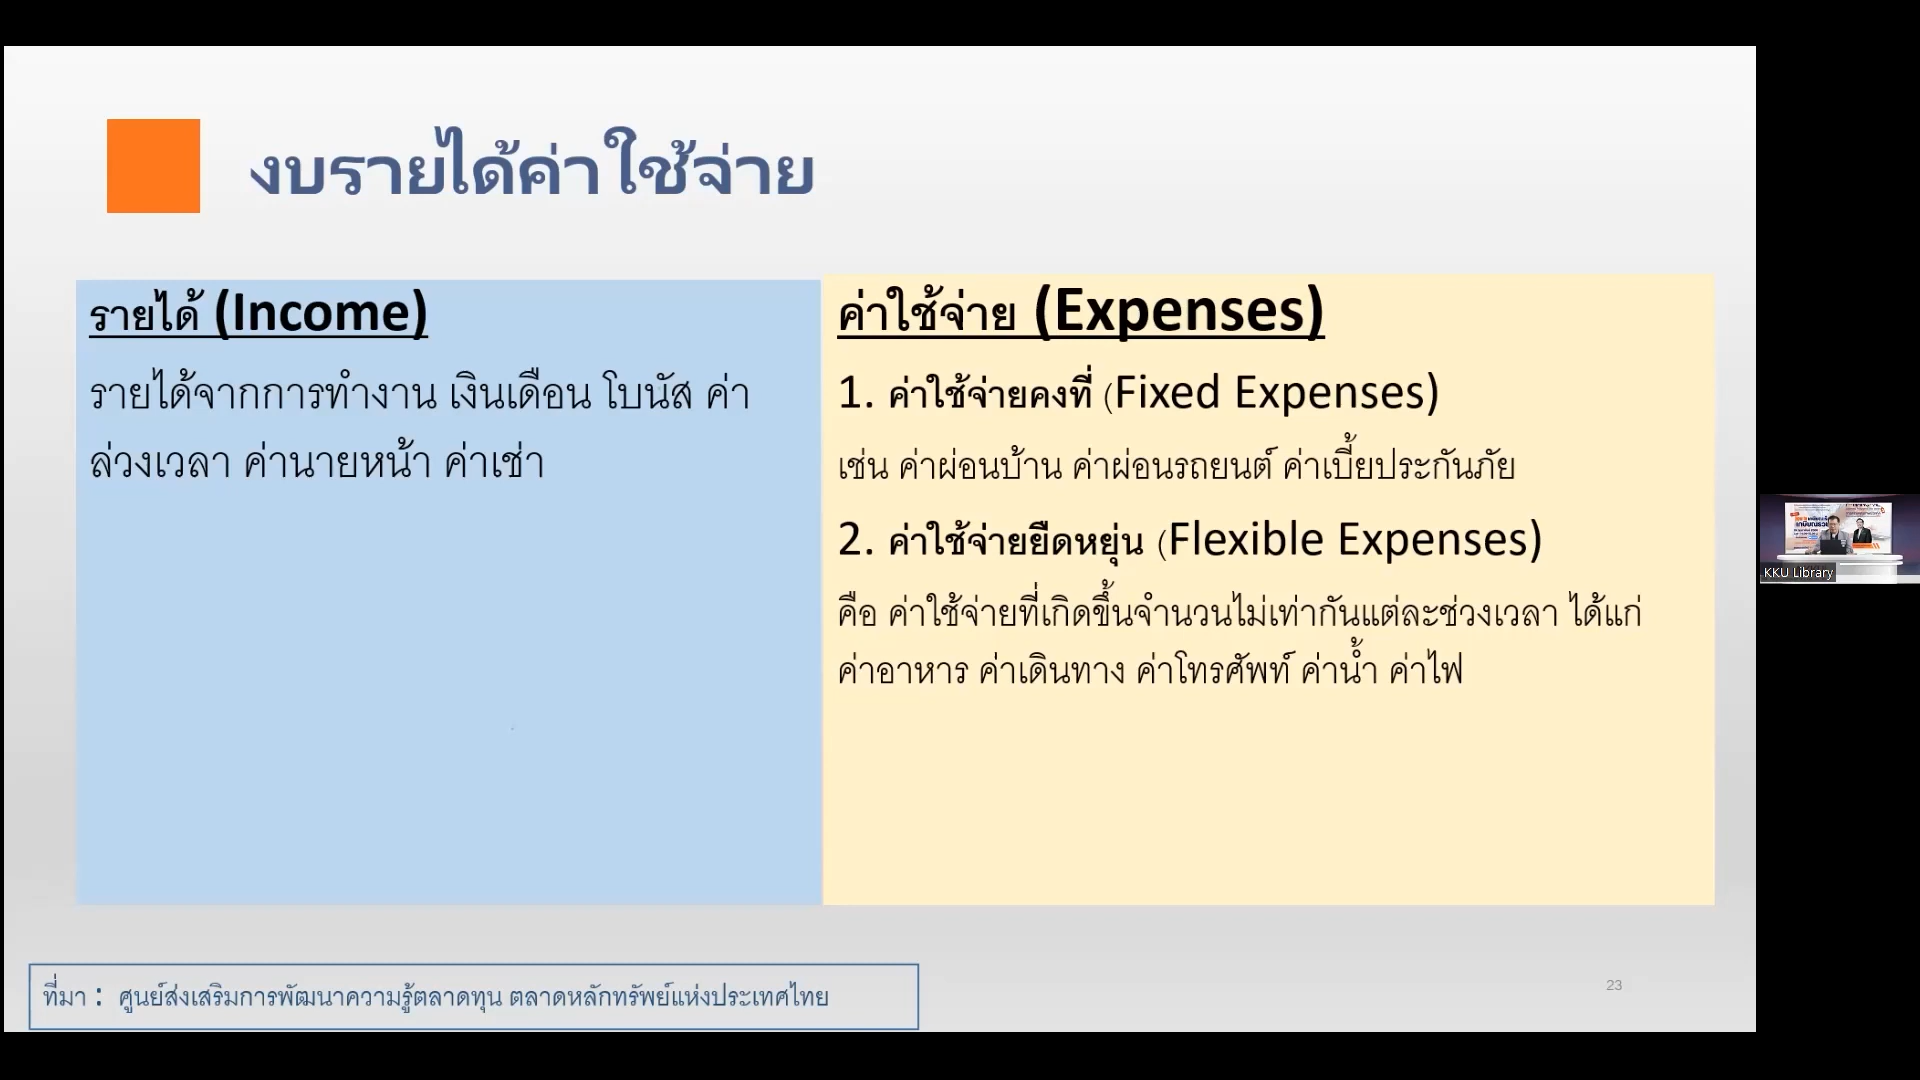 งบรายได้ค่าใช้จ่าย
รายได้ (Income)
รายได้จากการทำงาน เงินเดือน โบนัส ค่า
ล่วงเวลา ค่านายหน้า ค่าเช่า
ค่าใช้จ่าย (Expenses)
1. ค่าใช้จ่ายคงที่ (Fixed Expenses)
เช่น ค่าผ่อนบ้าน ค่าผ่อนรถยนต์ ค่าเบี้ยประกันภัย
2. ค่าใช้จ่ายยืดหยุ่น (Flexible Expenses)
คือ ค่าใช้จ่ายที่เกิดขึ้นจำนวนไม่เท่ากันแต่ละช่วงเวลา ได้แก่
ค่าอาหาร ค่าเดินทาง ค่าโทรศัพท์ ค่าน้ำ ค่าไฟ
ที่มา : ศูนย์ส่งเสริมการพัฒนาความรู้ตลาดทุน ตลาดหลักทรัพย์แห่งประเทศไทย
23
KKU Library